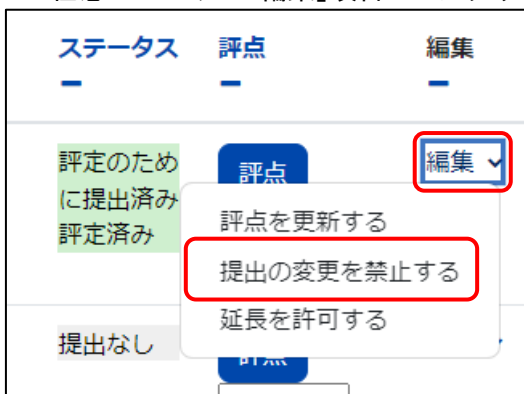 ステータス 評点 編集
評定のため
に提出済み
評定済み
評点
編集
評点を更新する
提出の変更を禁止する
延長を許可する
提出なし